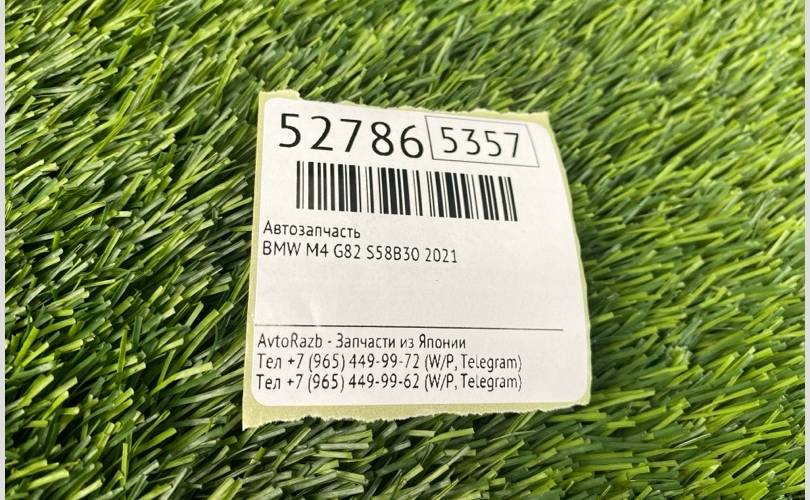 52786 5357
Автозапчасть
BMW M4 G82 S58B30 2021
AvtoRazb - Запчасти из Японии
Тел +7 (965) 449-99-72 (W/P, Telegram)
Тел +7 (965) 449-99-62 (W/P, Telegram)